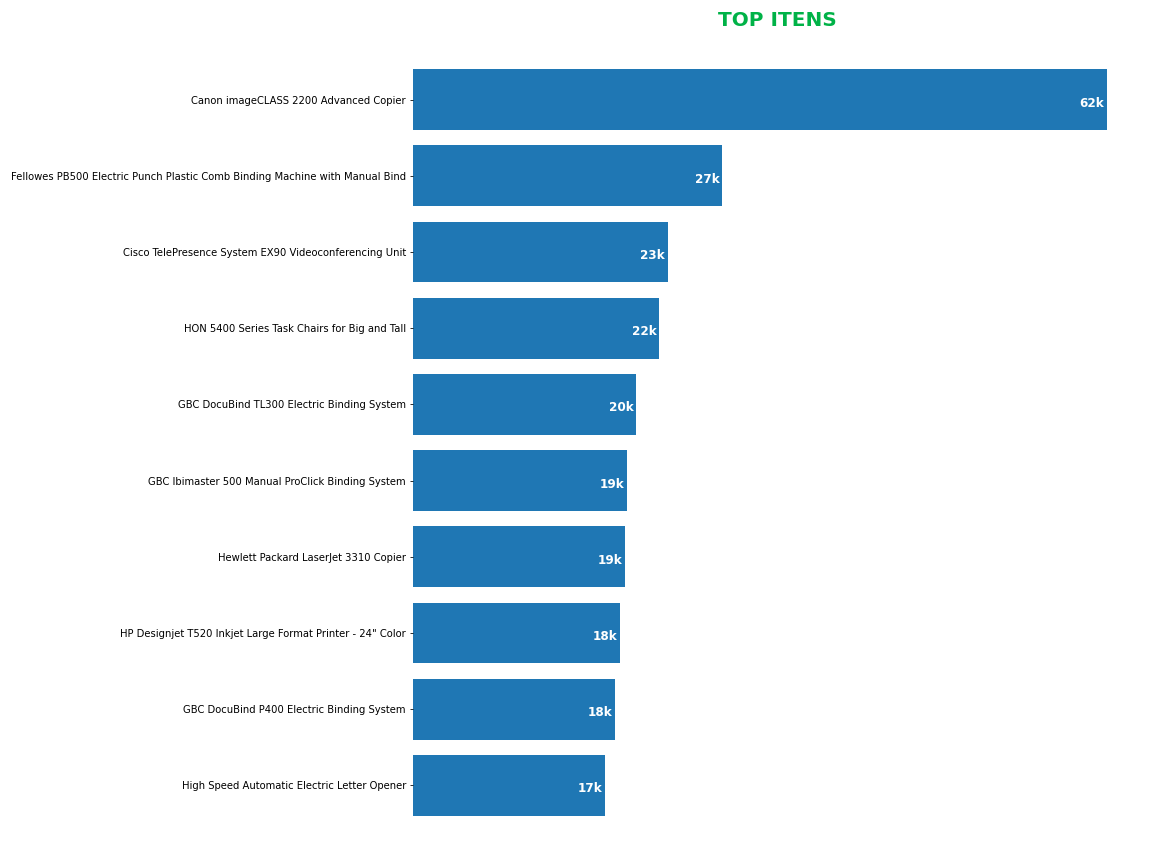 TOP ITENS
Canon imageCLASS 2200 Advanced Copier 62k
Fellowes PB500 Electric Punch Plastic Comb Binding Machine with Manual Bind 27k
Cisco TelePresence System EX90 Videoconferencing Unit 23k
HON 5400 Series Task Chairs for Big and Tall 22k
GBC DocuBind TL300 Electric Binding System 20k
GBC Ibimaster 500 Manual ProClick Binding System 19k
Hewlett Packard LaserJet 3310 Copier 19k
HP Designjet T520 Inkjet Large Format Printer - 24" Color 18k
GBC DocuBind P400 Electric Binding System 18k
High Speed Automatic Electric Letter Opener 17k